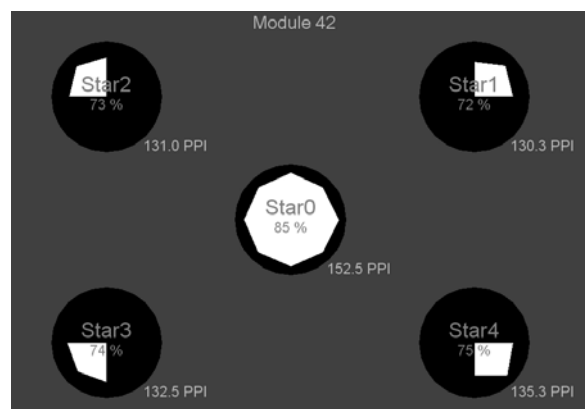 Module 42
Star2
73 %
131.0 PPI
Star1
72 %
130.3 PPI
Star0
85 %
152.5 PPI
Star3
74 %
132.5 PPI
Star4
75 %
135.3 PPI